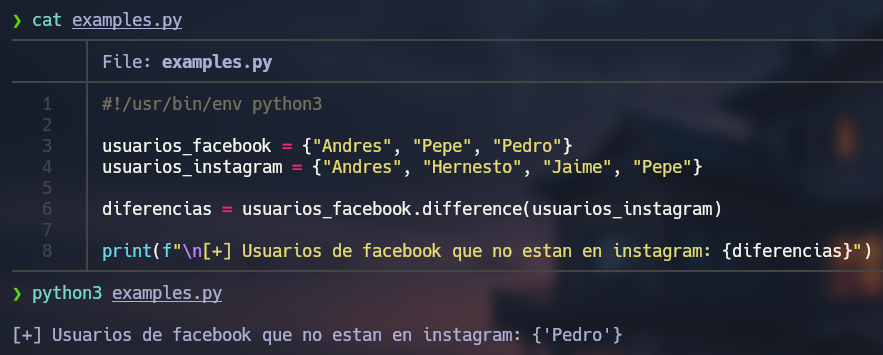 ❯ cat examples.py
File: examples.py
1 #!/usr/bin/env python3
2
3 usuarios_facebook = {"Andres", "Pepe", "Pedro"}
4 usuarios_instagram = {"Andres", "Hernesto", "Jaime", "Pepe"}
5
6 diferencias = usuarios_facebook.difference(usuarios_instagram)
7
8 print(f"\n[+] Usuarios de facebook que no estan en instagram: {diferencias}")
❯ python3 examples.py
[+] Usuarios de facebook que no estan en instagram: {'Pedro'}